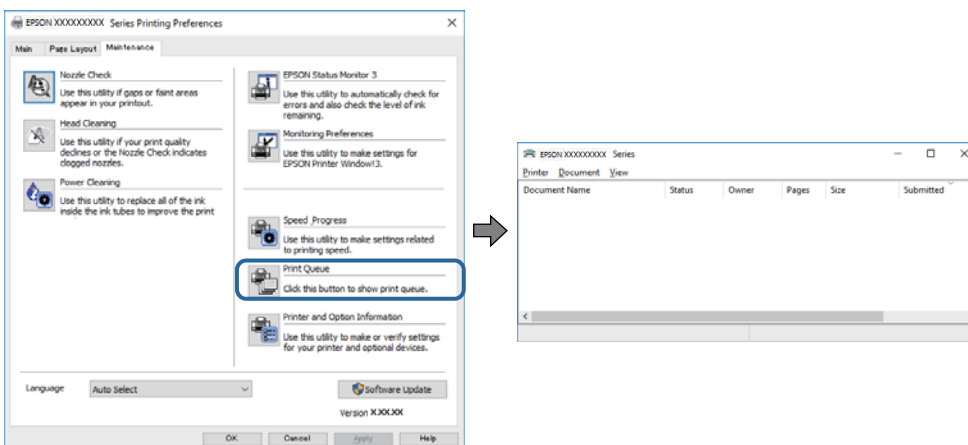 EPSON XXXXXXXXX Series Printing Preferences
Main Page Layout Maintenance
Nozzle Check
Use this utility if gaps or faint areas
appear in your printout.
Head Cleaning
Use this utility if your print quality
declines or the Nozzle Check indicates
clogged nozzles.
Power Cleaning
Use this utility to replace all of the ink
inside the ink tubes to improve the print
EPSON Status Monitor 3
Use this utility to automatically check for
errors and also check the level of ink
remaining.
Monitoring Preferences
Use this utility to make settings for
EPSON Printer Window!3.
Speed Progress
Use this utility to make settings related
to printing speed.
Print Queue
Click this button to show print queue.
Printer and Option Information
Use this utility to make or verify settings
for your printer and optional devices.
Language Auto Select
Software Update
Version X.XX.XX
OK Cancel Apply Help
EPSON XXXXXXXXX Series
Printer Document View
Document Name Status Owner Pages Size Submitted